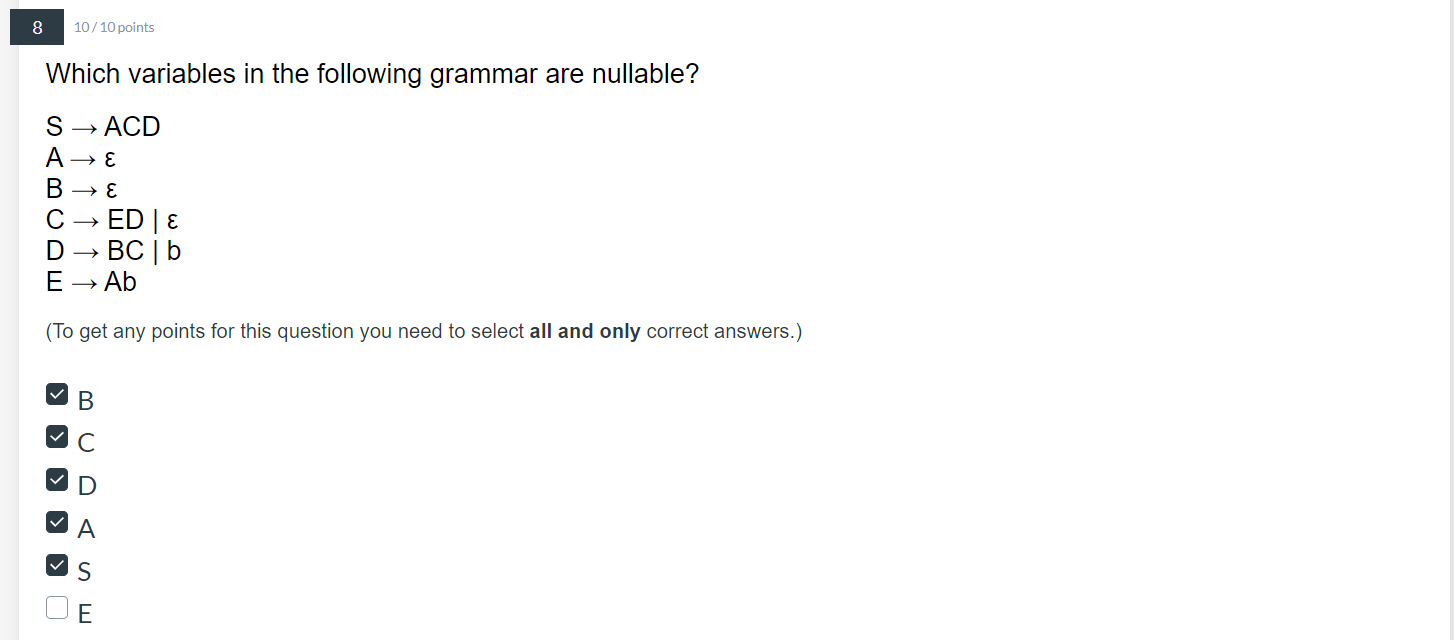 8
10 / 10 points
Which variables in the following grammar are nullable?
S → ACD
A → ε
B → ε
C → ED | ε
D → BC | b
E → Ab
(To get any points for this question you need to select all and only correct answers.)
B
C
D
A
S
E